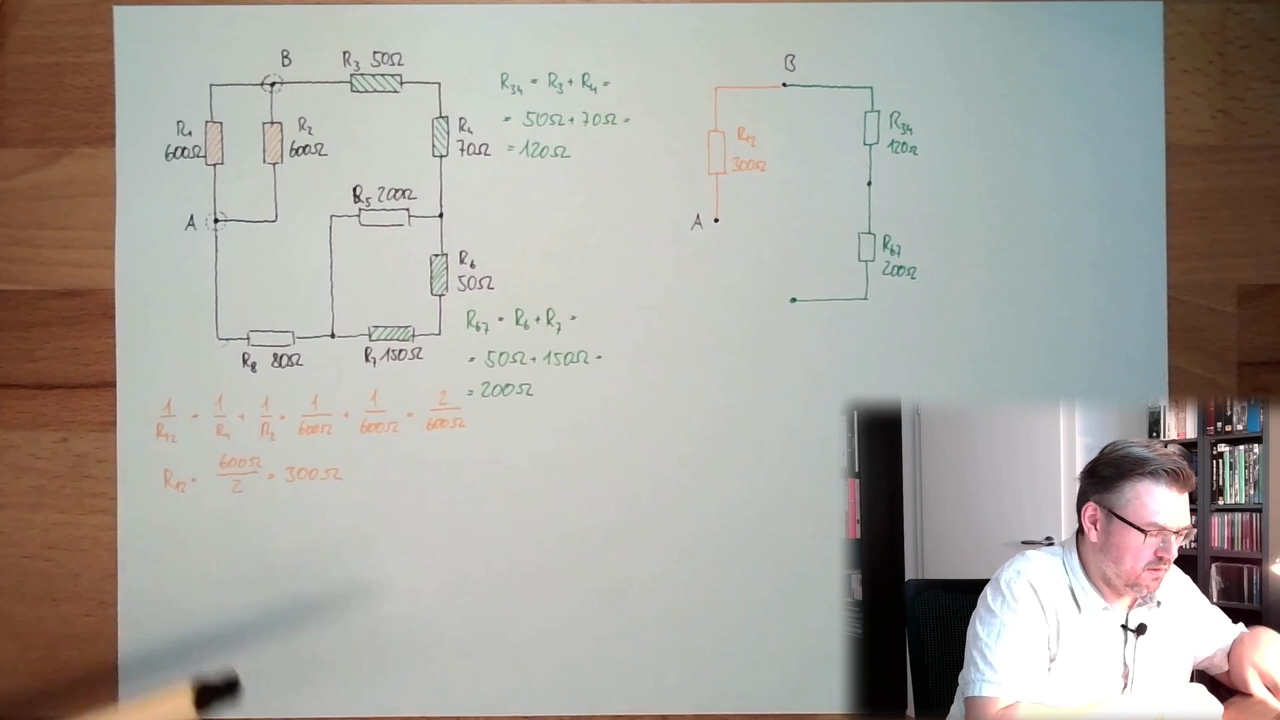 B
R3 50Ω
R1
600Ω
R2
600Ω
R4
70Ω
A
R5 200Ω
R6
50Ω
R8 80Ω
R7 150Ω
R34 = R3 + R4 =
= 50Ω + 70Ω =
= 120Ω
R67 = R6 + R7 =
= 50Ω + 150Ω =
= 200Ω
1/R12 = 1/R1 + 1/R2 = 1/600Ω + 1/600Ω = 2/600Ω
R12 = 600Ω/2 = 300Ω
B
R12
300Ω
A
R34
120Ω
R67
200Ω